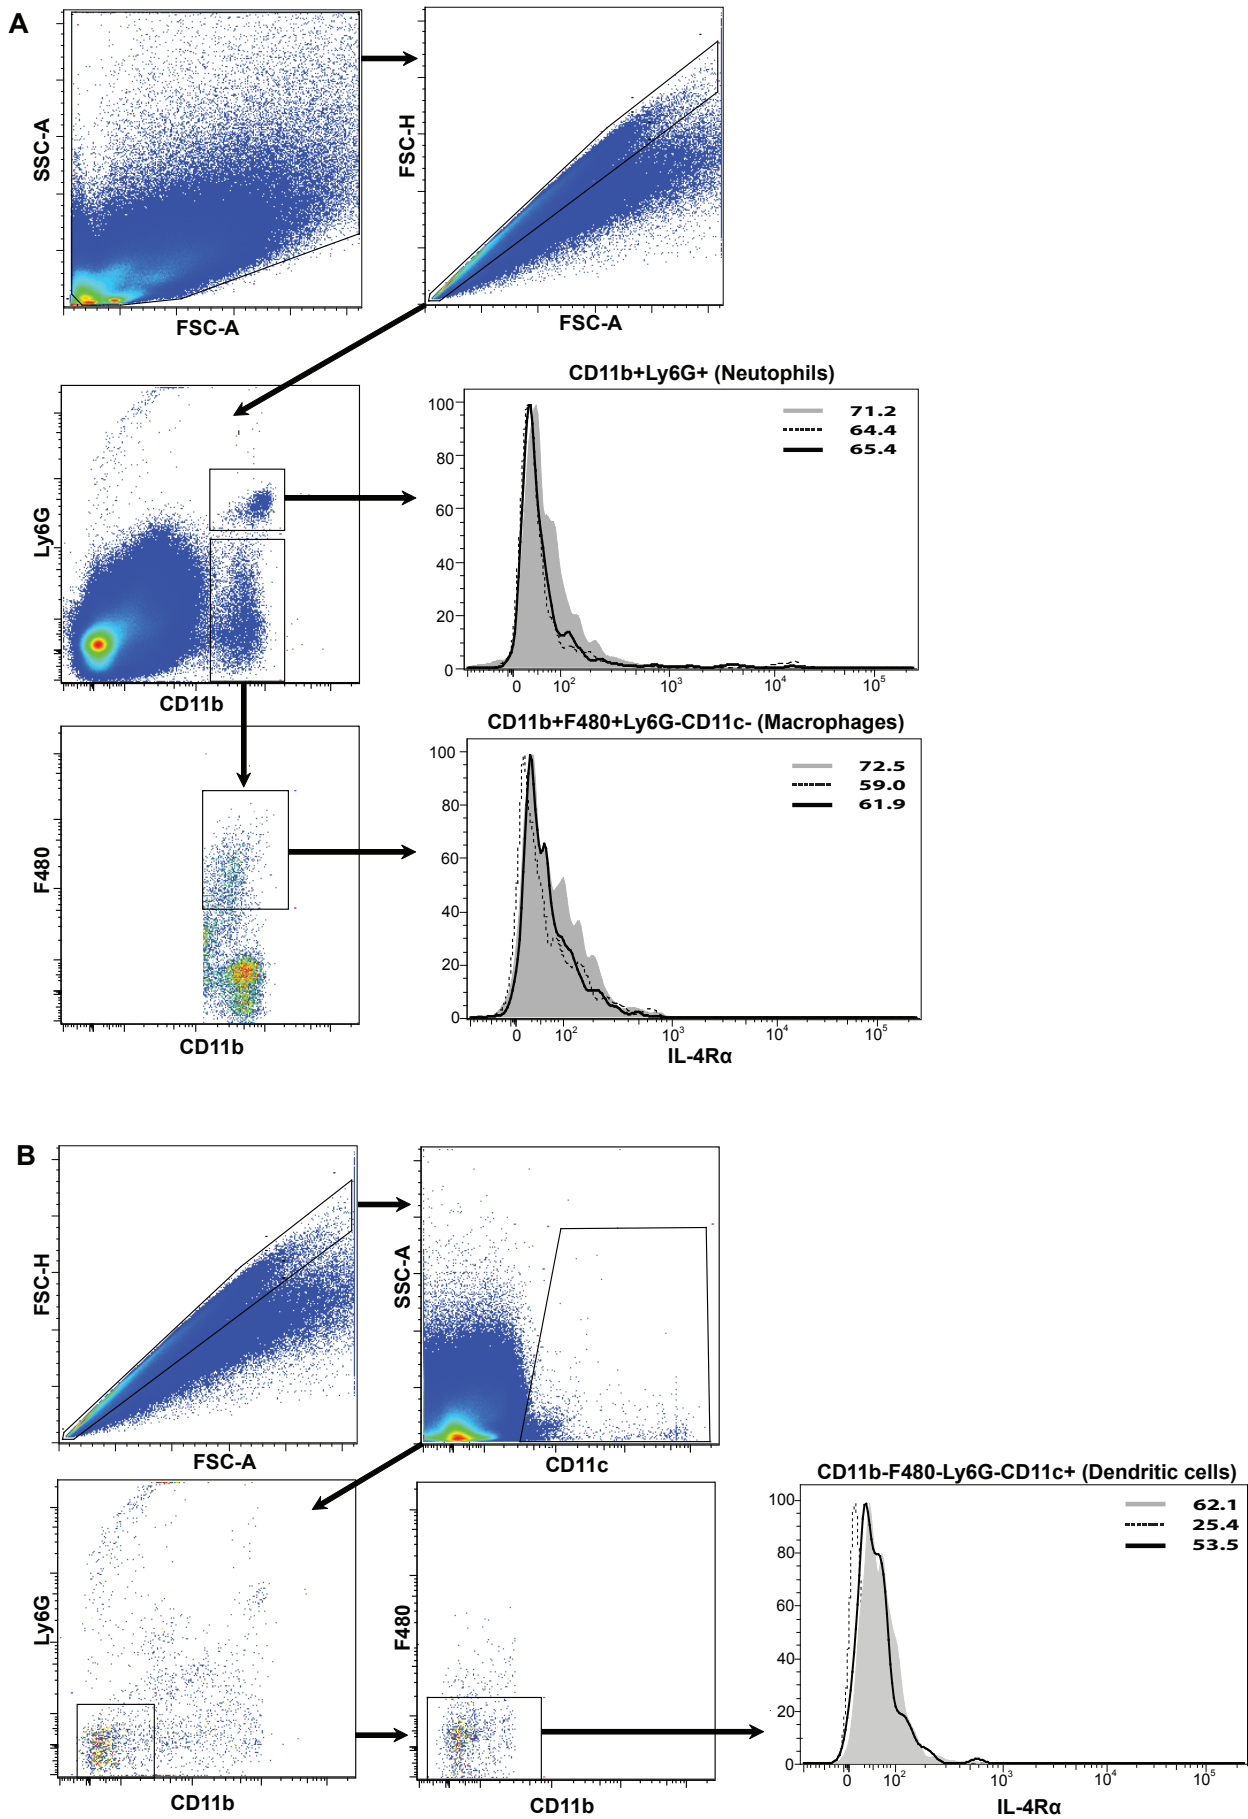 A
SSC-A
FSC-A
FSC-H
FSC-A
Ly6G
CD11b
CD11b+Ly6G+ (Neutophils)
100
80
60
40
20
0
71.2
64.4
65.4
0 10² 10³ 10⁴ 10⁵
F480
CD11b
CD11b+F480+Ly6G-CD11c- (Macrophages)
100
80
60
40
20
0
72.5
59.0
61.9
0 10² 10³ 10⁴ 10⁵
IL-4Rα
B
FSC-H
FSC-A
SSC-A
CD11c
Ly6G
CD11b
F480
CD11b
CD11b-F480-Ly6G-CD11c+ (Dendritic cells)
100
80
60
40
20
0
62.1
25.4
53.5
0 10² 10³ 10⁴ 10⁵
IL-4Rα